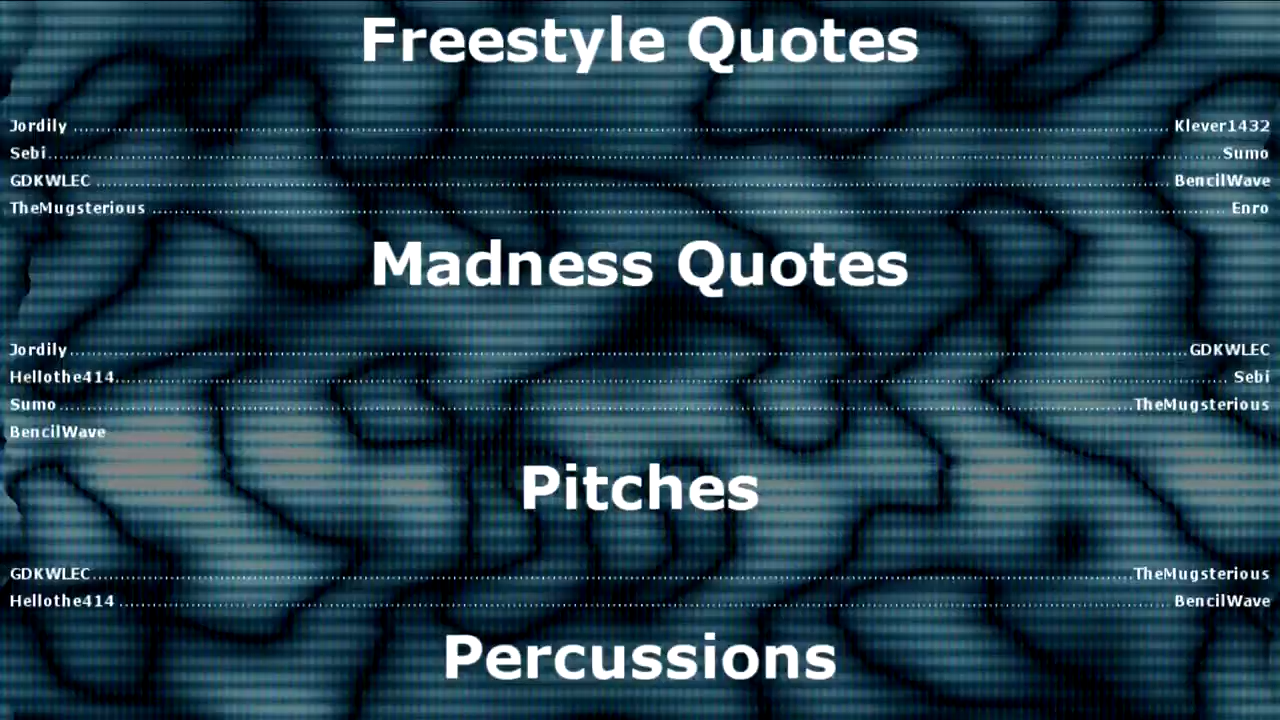 Freestyle Quotes
Jordily ........................ Klever1432
Sebi ........................ Sumo
GDKWLEC ........................ BencilWave
TheMugsterious ........................ Enro
Madness Quotes
Jordily ........................ GDKWLEC
Hellothe414 ........................ Sebi
Sumo ........................ TheMugsterious
BencilWave
Pitches
GDKWLEC ........................ TheMugsterious
Hellothe414 ........................ BencilWave
Percussions